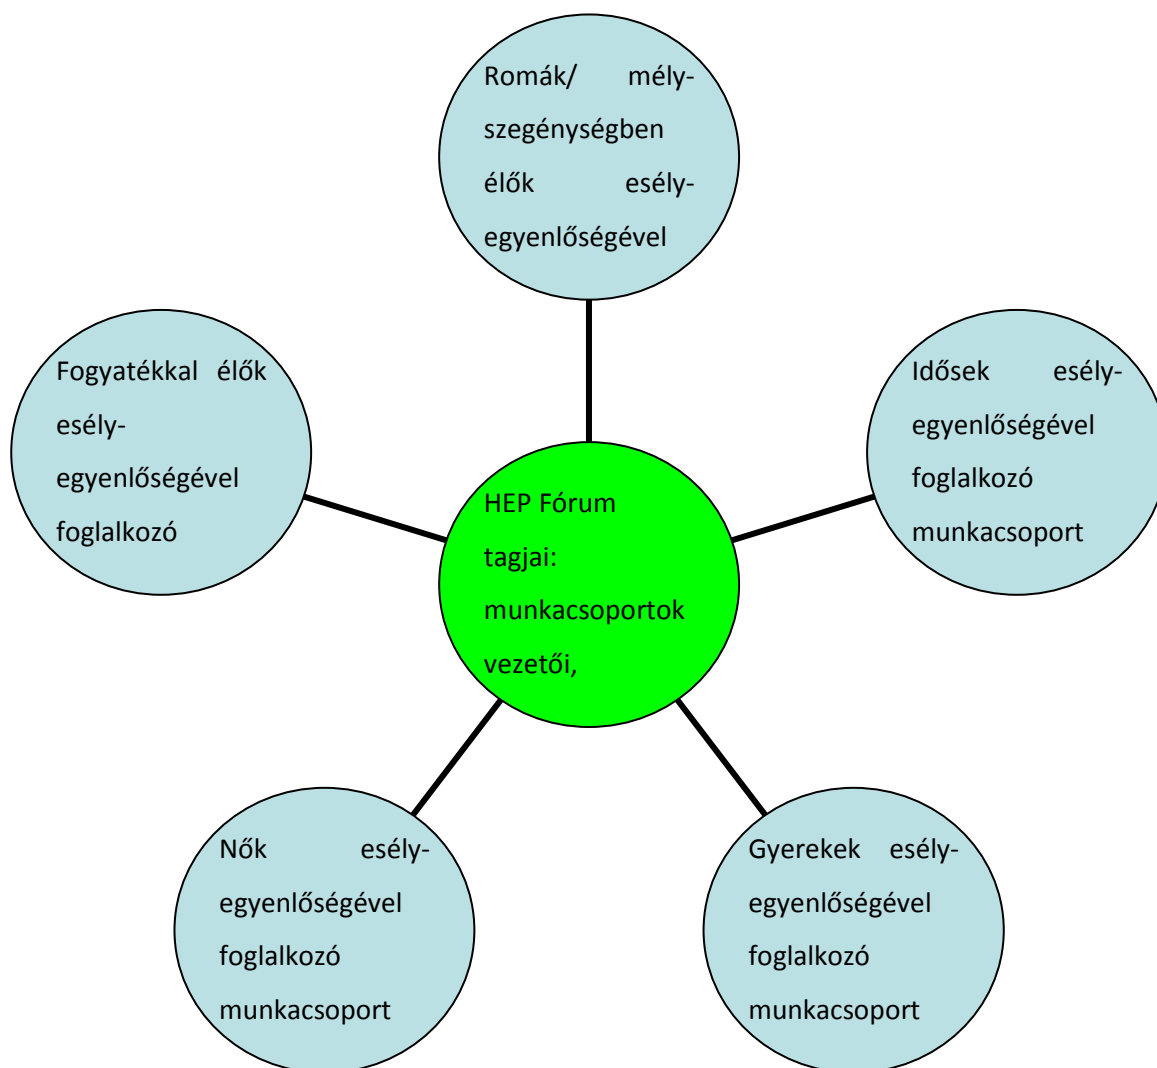 Romák/ mély-
szegénységben
élők esély-
egyenlőségével
Fogyatékkal élők
esély-
egyenlőségével
foglalkozó
Idősek esély-
egyenlőségével
foglalkozó
munkacsoport
HEP Fórum
tagjai:
munkacsoportok
vezetői,
Nők esély-
egyenlőségével
foglalkozó
munkacsoport
Gyerekek esély-
egyenlőségével
foglalkozó
munkacsoport